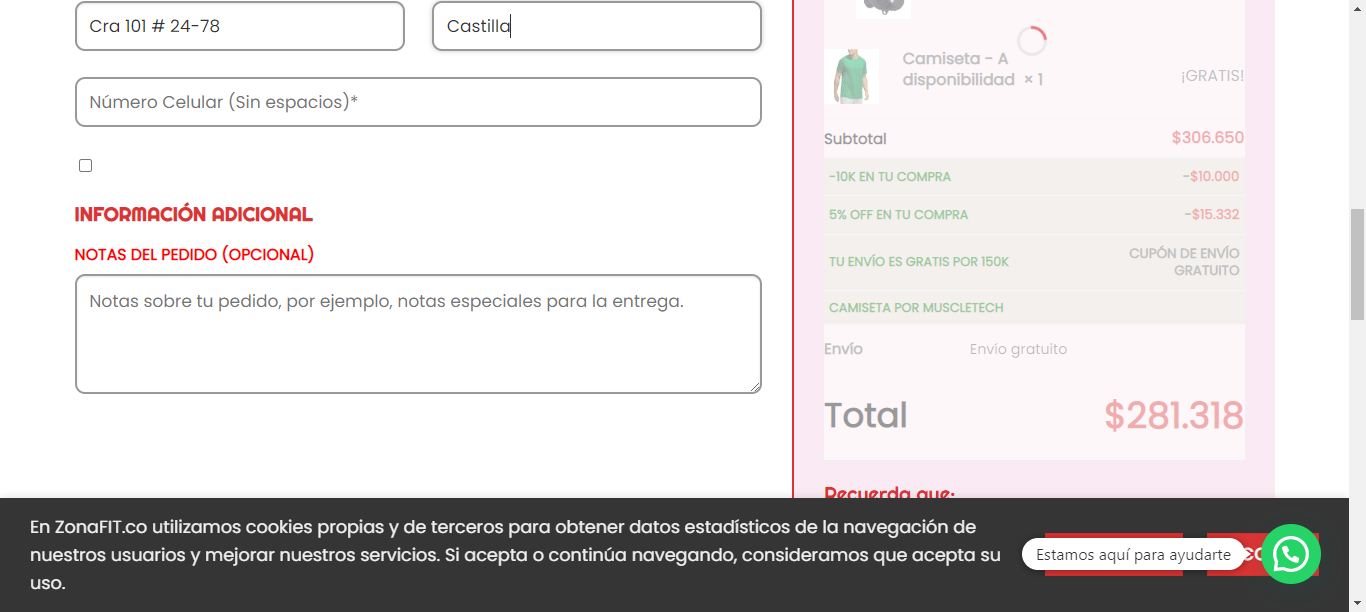 Cra 101 # 24-78
Castilla
Número Celular (Sin espacios)*
INFORMACIÓN ADICIONAL
NOTAS DEL PEDIDO (OPCIONAL)
Notas sobre tu pedido, por ejemplo, notas especiales para la entrega.
Camiseta - A
disponibilidad × 1
¡GRATIS!
Subtotal $306.650
-10K EN TU COMPRA -$10.000
5% OFF EN TU COMPRA -$15.332
TU ENVÍO ES GRATIS POR 150K
CUPÓN DE ENVÍO
GRATUITO
CAMISETA POR MUSCLETECH
Envío Envío gratuito
Total $281.318
Recuerda que:
En ZonaFIT.co utilizamos cookies propias y de terceros para obtener datos estadísticos de la navegación de
nuestros usuarios y mejorar nuestros servicios. Si acepta o continúa navegando, consideramos que acepta su
uso.
Estamos aquí para ayudarte